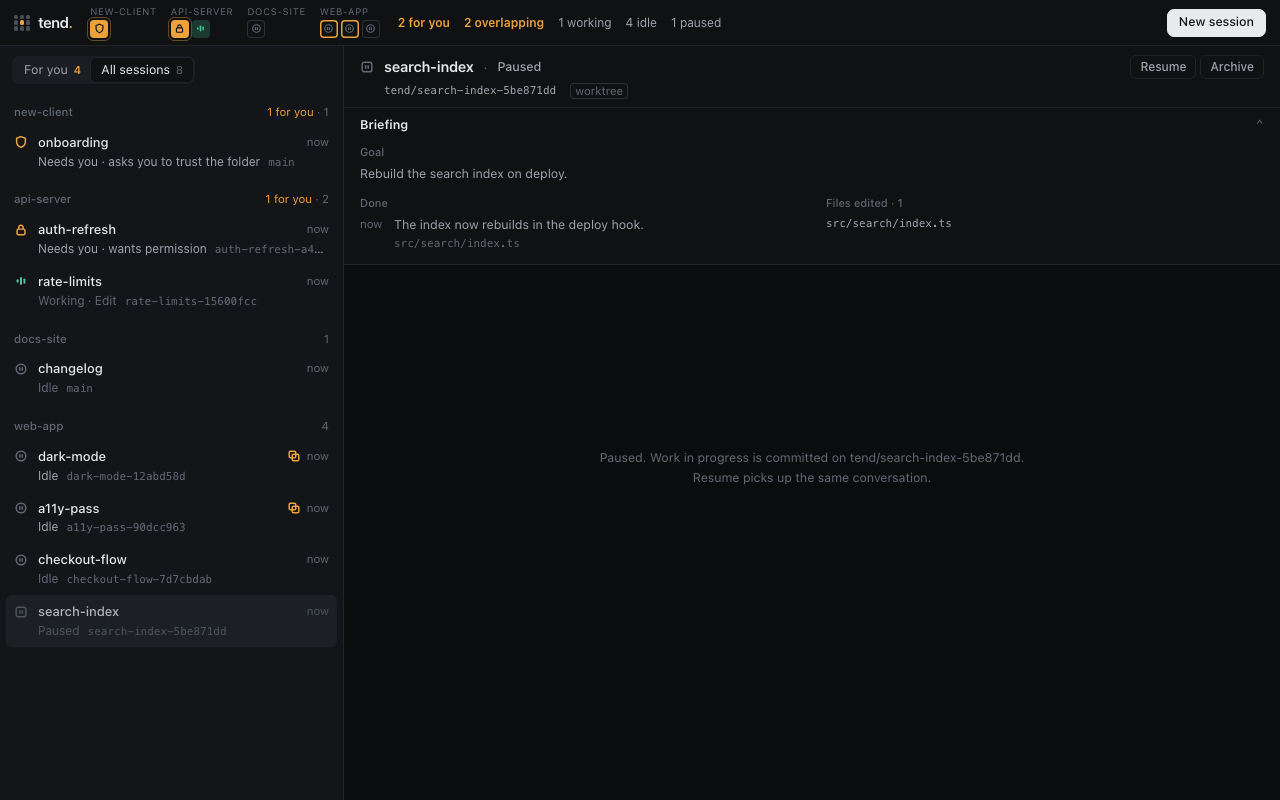 tend.
NEW-CLIENT
API-SERVER
DOCS-SITE
WEB-APP
2 for you 2 overlapping 1 working 4 idle 1 paused
New session
For you 4 All sessions 8
new-client 1 for you · 1
onboarding now
Needs you · asks you to trust the folder main
api-server 1 for you · 2
auth-refresh now
Needs you · wants permission auth-refresh-a4…
rate-limits now
Working · Edit rate-limits-15600fcc
docs-site 1
changelog now
Idle main
web-app 4
dark-mode now
Idle dark-mode-12abd58d
a11y-pass now
Idle a11y-pass-90dcc963
checkout-flow now
Idle checkout-flow-7d7cbdab
search-index now
Paused search-index-5be871dd
search-index · Paused
Resume Archive
tend/search-index-5be871dd worktree
Briefing
Goal
Rebuild the search index on deploy.
Done
now The index now rebuilds in the deploy hook.
src/search/index.ts
Files edited · 1
src/search/index.ts
Paused. Work in progress is committed on tend/search-index-5be871dd.
Resume picks up the same conversation.